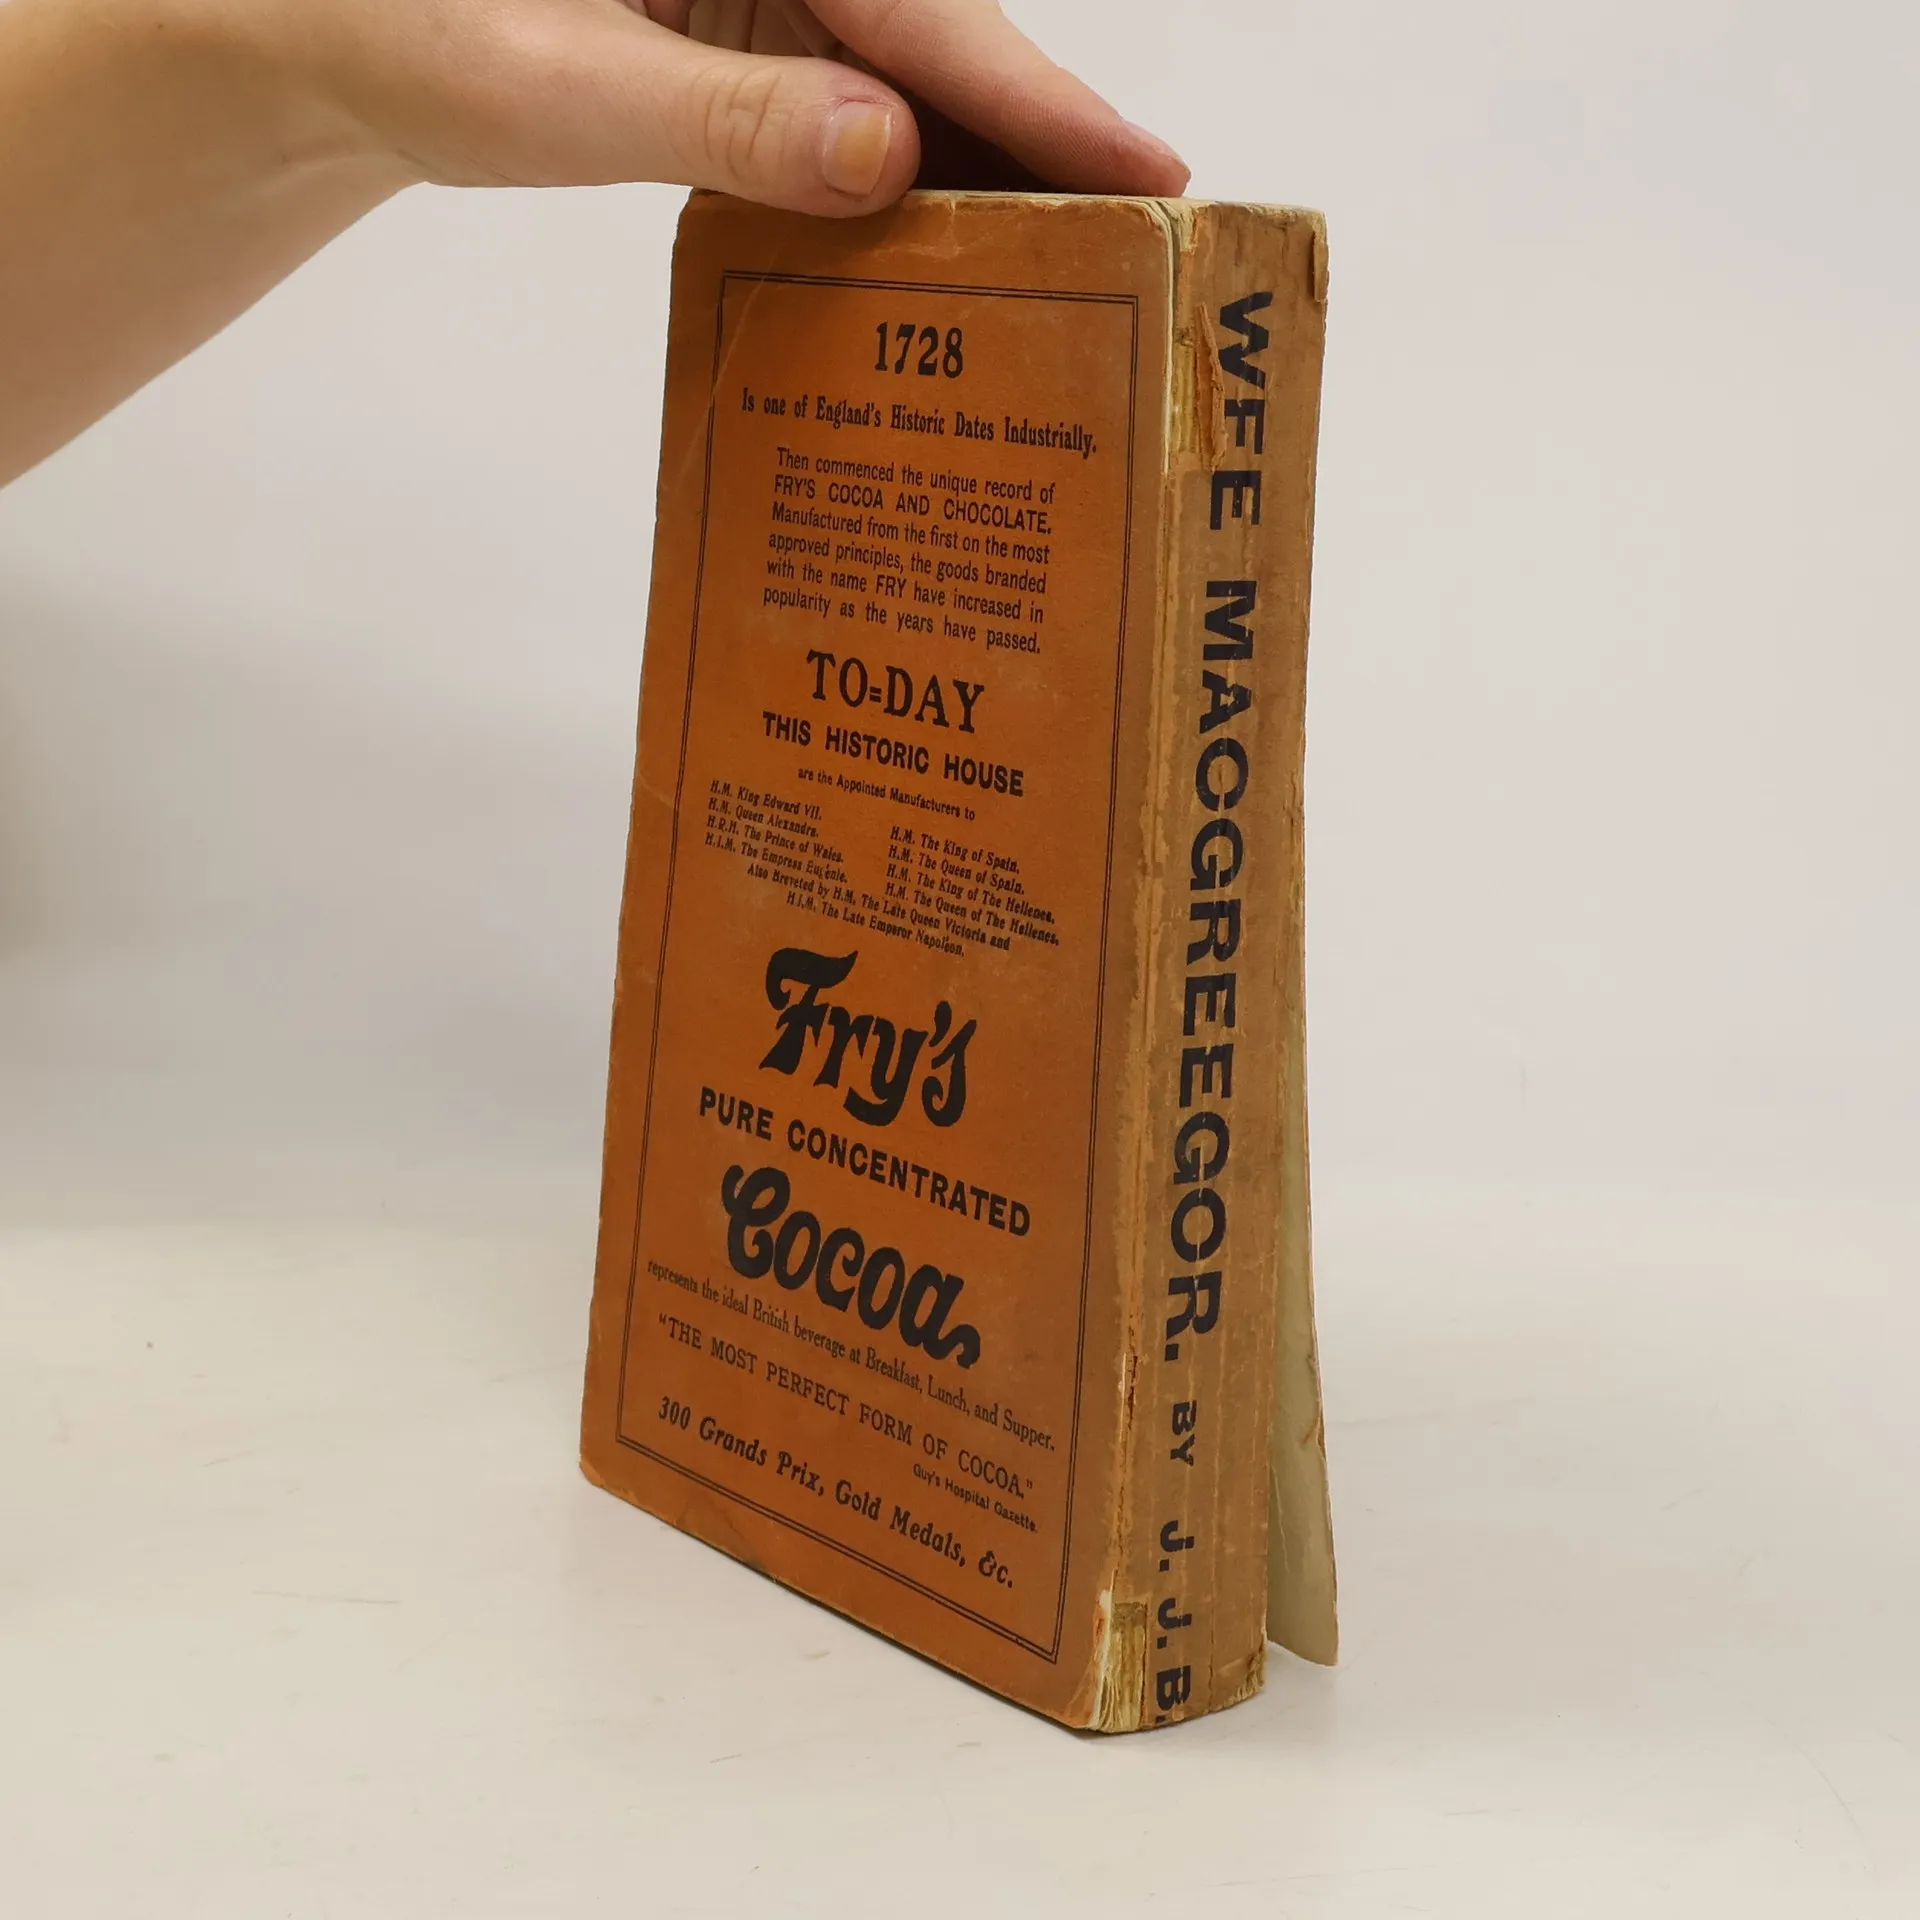 1728
Is one of England's Historic Dates Industrially.
Then commenced the unique record of
FRY'S COCOA AND CHOCOLATE.
Manufactured from the first on the most
approved principles, the goods branded
with the name FRY have increased in
popularity as the years have passed.
TO=DAY
THIS HISTORIC HOUSE
are the Appointed Manufacturers to
H.M. King Edward VII.
H.M. Queen Alexandra.
H.R.H. The Prince of Wales.
H.I.M. The Empress Eugénie.
H.M. The King of Spain.
H.M. The Queen of Spain.
H.M. The King of The Hellenes.
H.M. The Queen of The Hellenes.
Also Breveted by H.M. The Late Queen Victoria and
H.I.M. The Late Emperor Napoléon.
Fry's
PURE CONCENTRATED
Cocoa
represents the ideal British beverage at Breakfast, Lunch, and Supper.
"THE MOST PERFECT FORM OF COCOA."
Guy's Hospital Gazette.
300 Grands Prix, Gold Medals, &c.
WFE MACGREEGOR. BY J. J. B.